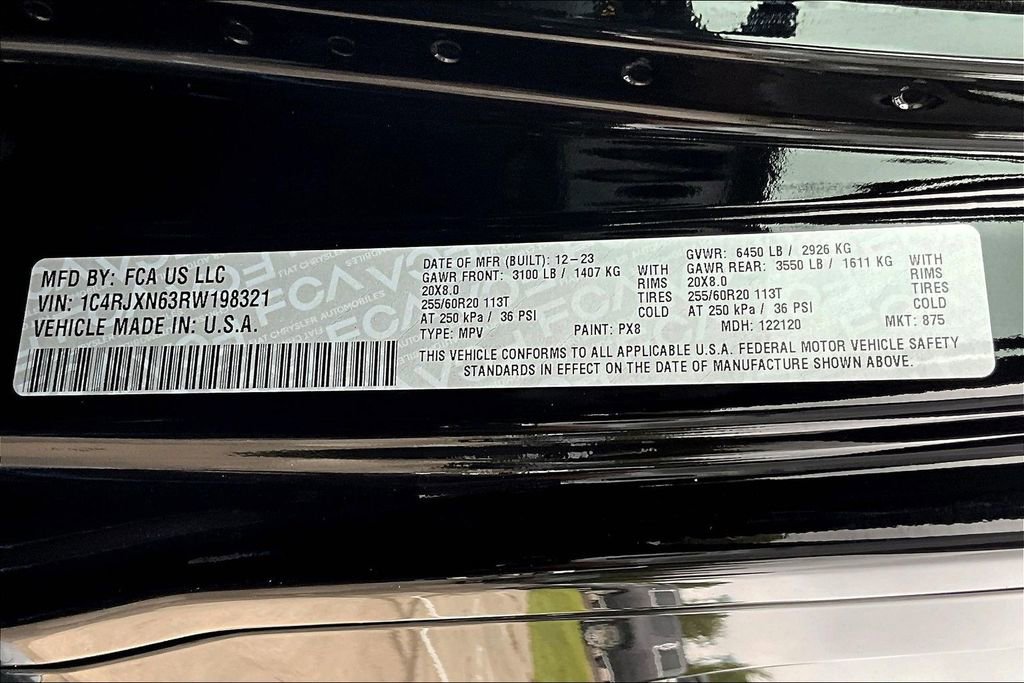 MFD BY: FCA US LLC
VIN: 1C4RJXN63RW198321
VEHICLE MADE IN: U.S.A.
DATE OF MFR (BUILT): 12-23
GAWR FRONT: 3100 LB / 1407 KG WITH
20X8.0 RIMS
255/60R20 113T TIRES
AT 250 kPa / 36 PSI COLD
TYPE: MPV PAINT: PX8
GVWR: 6450 LB / 2926 KG
GAWR REAR: 3550 LB / 1611 KG WITH
20X8.0 RIMS
255/60R20 113T TIRES
AT 250 kPa / 36 PSI COLD
MDH: 122120 MKT: 875
THIS VEHICLE CONFORMS TO ALL APPLICABLE U.S.A. FEDERAL MOTOR VEHICLE SAFETY
STANDARDS IN EFFECT ON THE DATE OF MANUFACTURE SHOWN ABOVE.